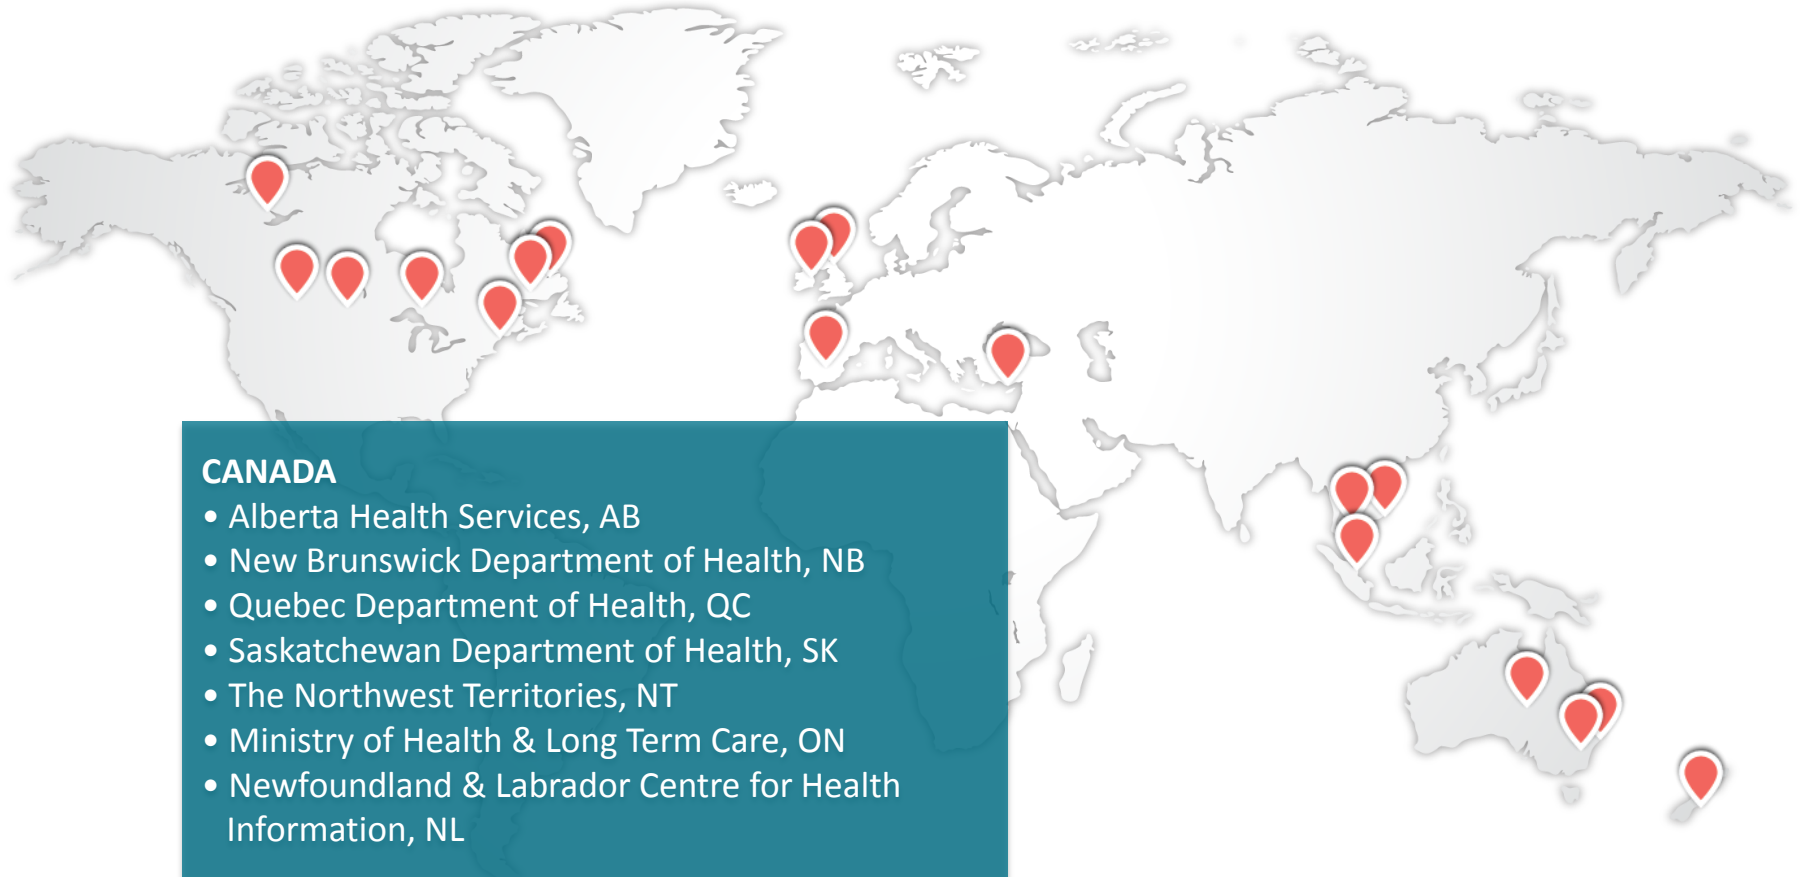 CANADA
• Alberta Health Services, AB
• New Brunswick Department of Health, NB
• Quebec Department of Health, QC
• Saskatchewan Department of Health, SK
• The Northwest Territories, NT
• Ministry of Health & Long Term Care, ON
• Newfoundland & Labrador Centre for Health
Information, NL